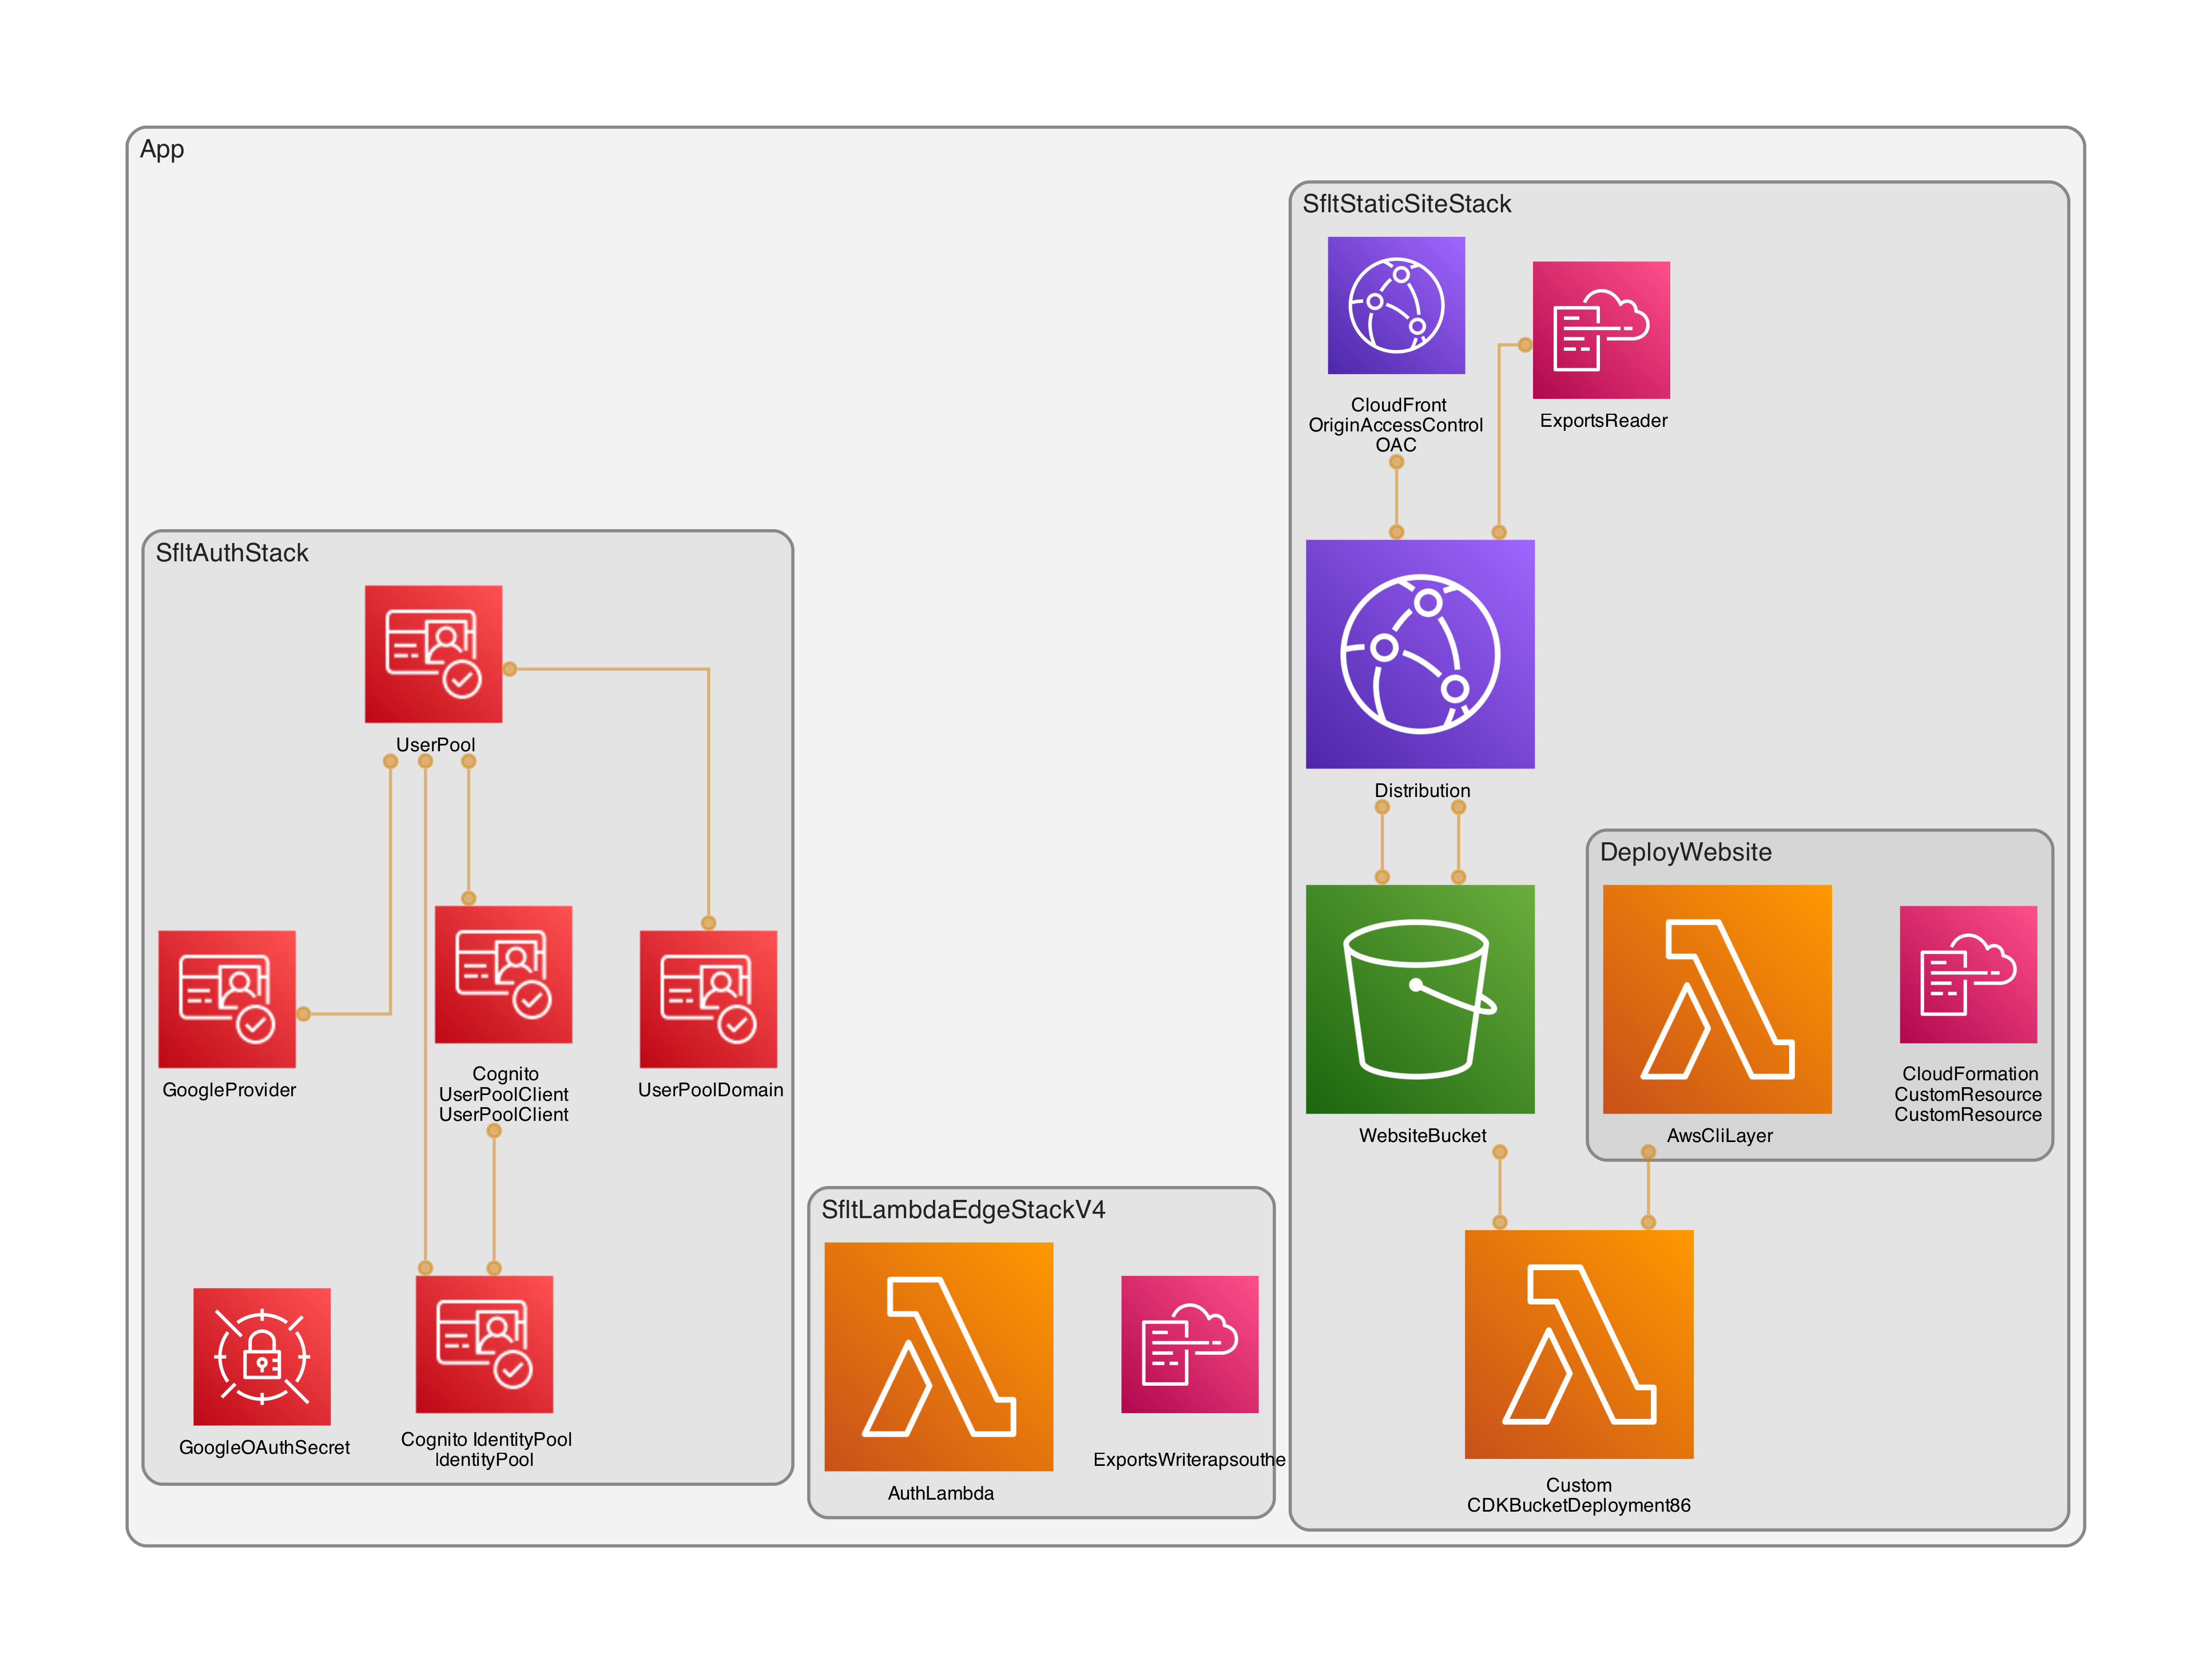 App
SfltStaticSiteStack
CloudFront
OriginAccessControl
OAC
ExportsReader
SfltAuthStack
UserPool
Distribution
DeployWebsite
GoogleProvider
Cognito
UserPoolClient
UserPoolClient
UserPoolDomain
WebsiteBucket
AwsCliLayer
CloudFormation
CustomResource
CustomResource
SfltLambdaEdgeStackV4
GoogleOAuthSecret
Cognito IdentityPool
IdentityPool
AuthLambda
ExportsWriterapsouthe
Custom
CDKBucketDeployment86